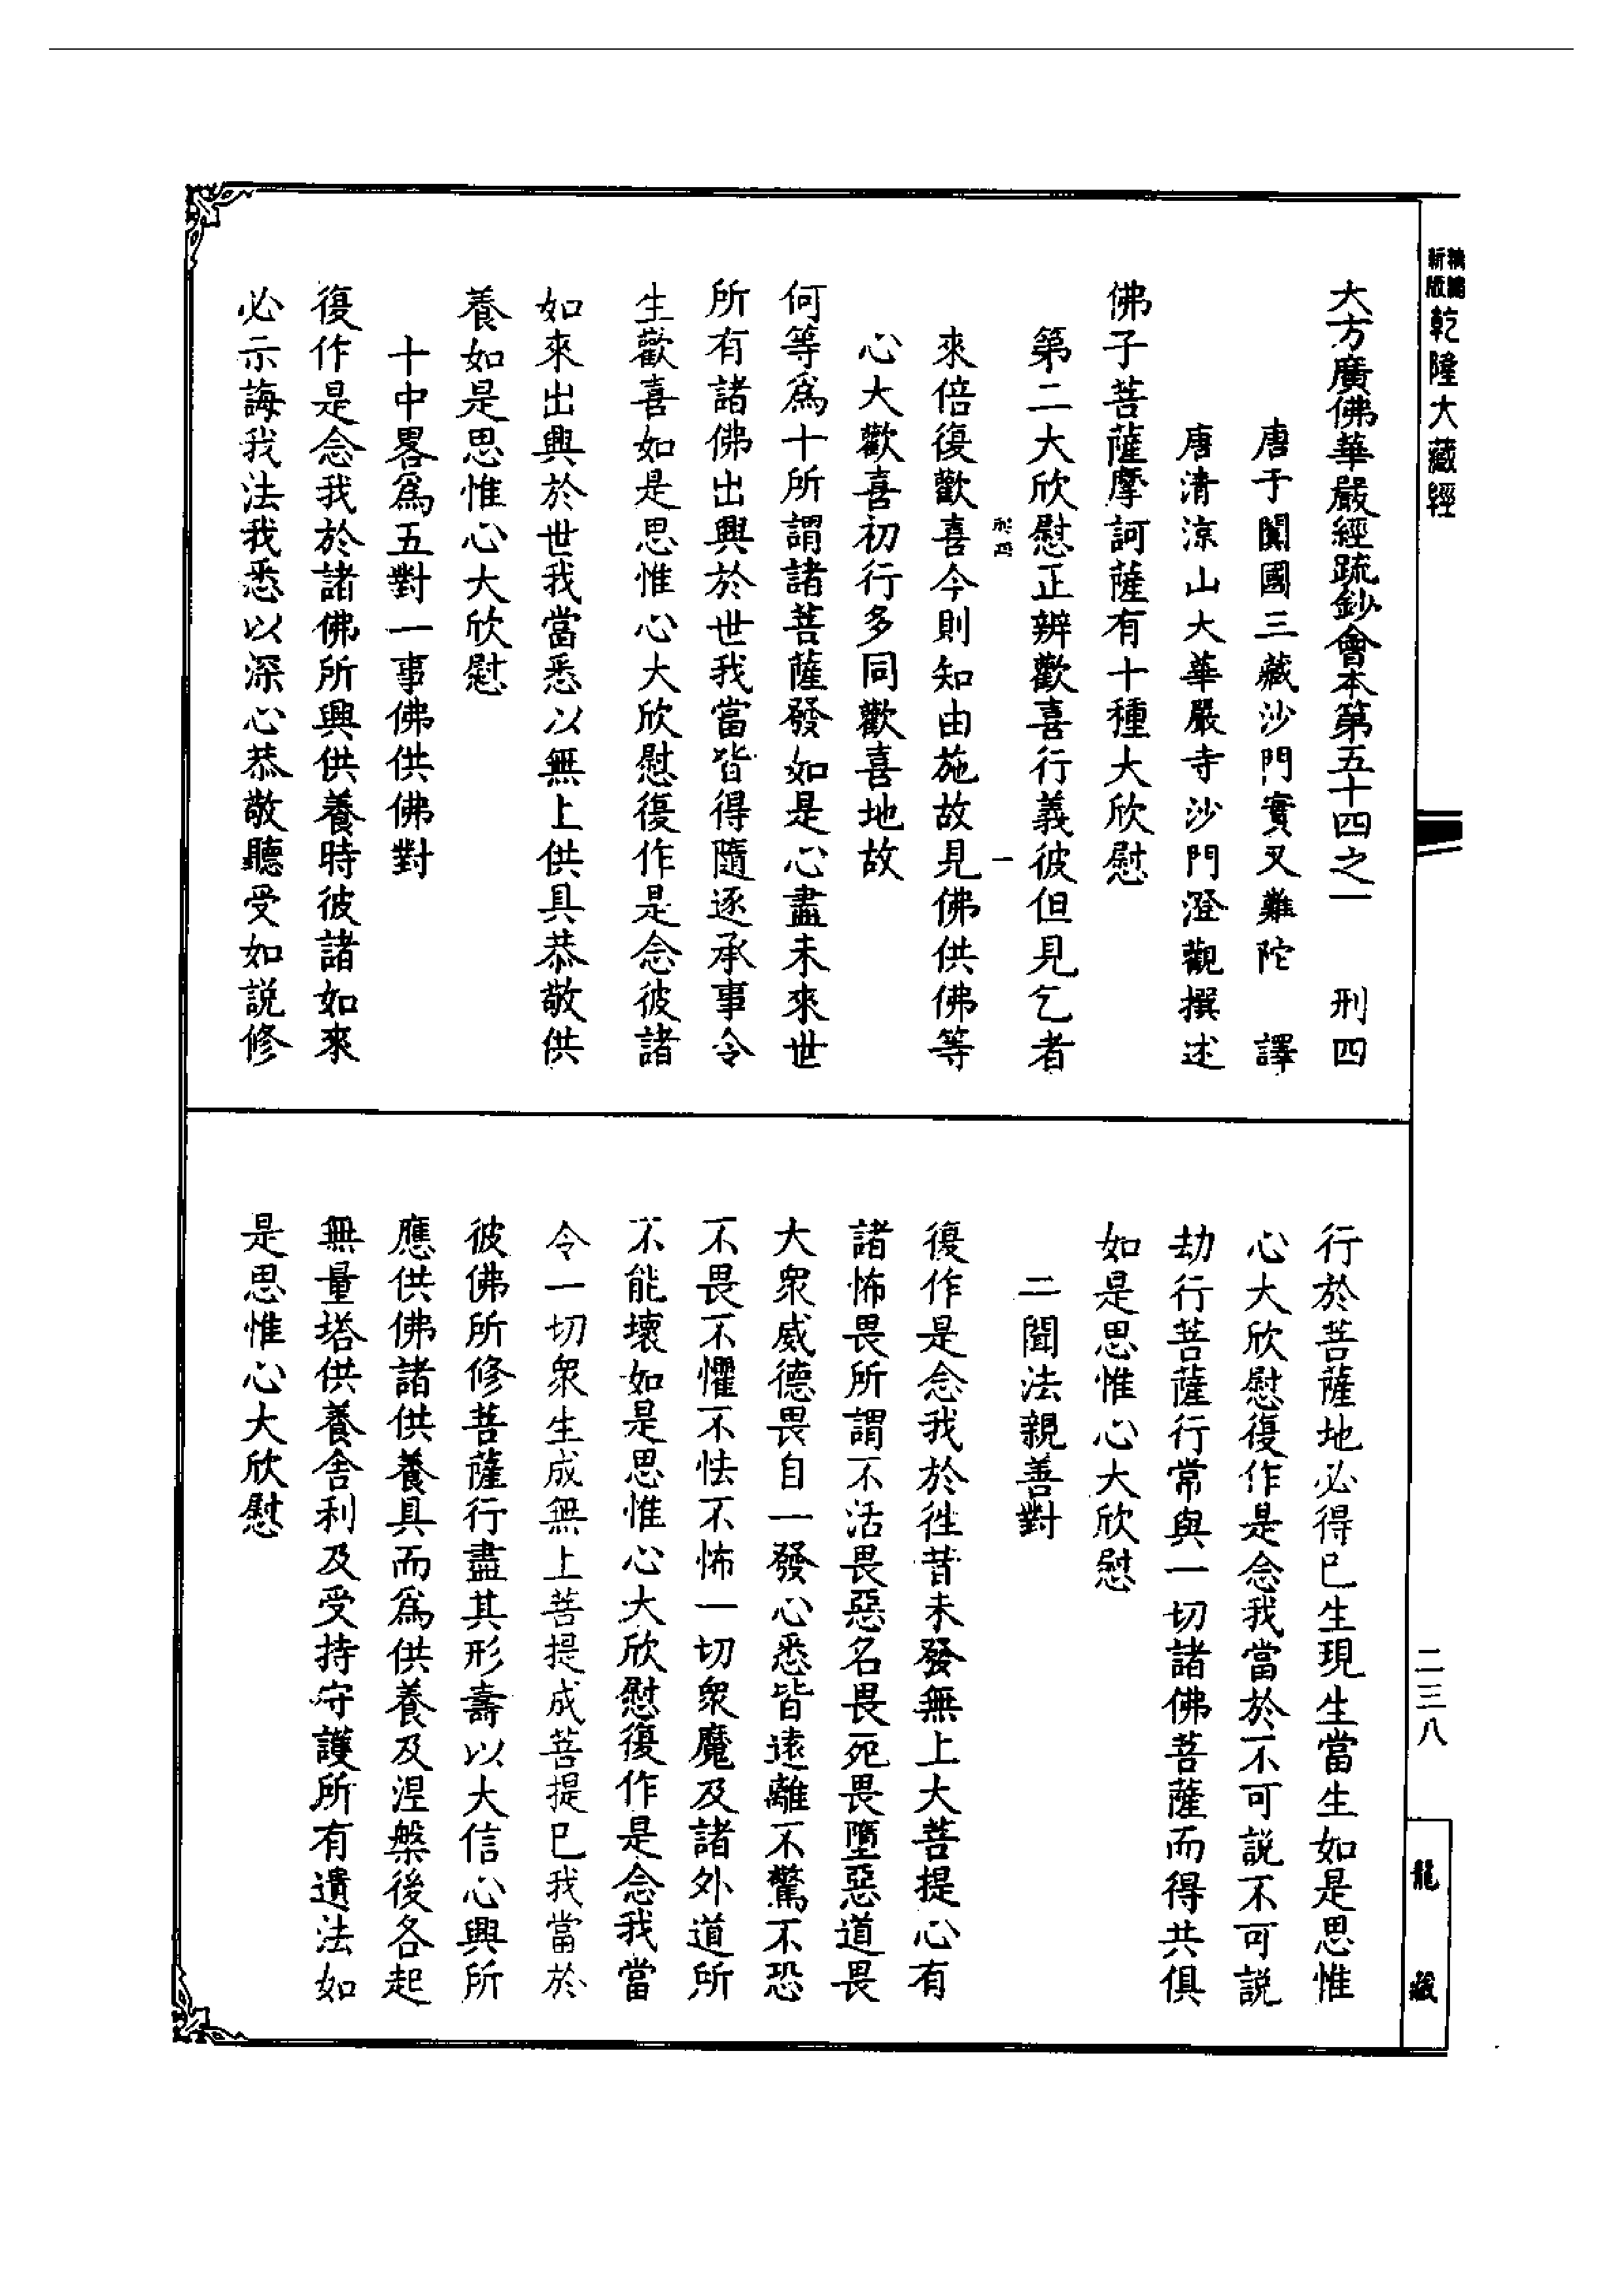 乾隆大藏經
大方廣佛華嚴經疏鈔會本第五十四之一　刑四
唐于闐國三藏沙門實叉難陀　譯
唐清涼山大華嚴寺沙門澄觀撰述
佛子菩薩摩訶薩有十種大欣慰
第二大欣慰正辨歡喜行義彼但見乞者
一
來倍復歡喜今則知由施故見佛供佛等
心大歡喜初行多同歡喜地故
何等爲十所謂諸菩薩發如是心盡未來世
所有諸佛出興於世我當皆得隨逐承事令
生歡喜如是思惟心大欣慰復作是念彼諸
如來出興於世我當悉以無上供具恭敬供
養如是思惟心大欣慰
十中畧爲五對一事佛供佛對
復作是念我於諸佛所興供養時彼諸如來
必示誨我法我悉以深心恭敬聽受如說修
行於菩薩地必得已生現生當生如是思惟
心大欣慰復作是念我當於不可說不可說
劫行菩薩行常與一切諸佛菩薩而得共俱
如是思惟心大欣慰
二聞法親善對
復作是念我於徃昔未發無上大菩提心有
諸怖畏所謂不活畏惡名畏死畏墮惡道畏
大衆威德畏自一發心悉皆遠離不驚不恐
不畏不懼不怯不怖一切衆魔及諸外道所
不能壞如是思惟心大欣慰復作是念我當
令一切衆生成無上菩提成菩提已我當於
彼佛所修菩薩行盡其形壽以大信心興所
應供佛諸供養具而爲供養及涅槃後各起
無量塔供養舍利及受持守護所有遺法如
是思惟心大欣慰
二三八
龍藏